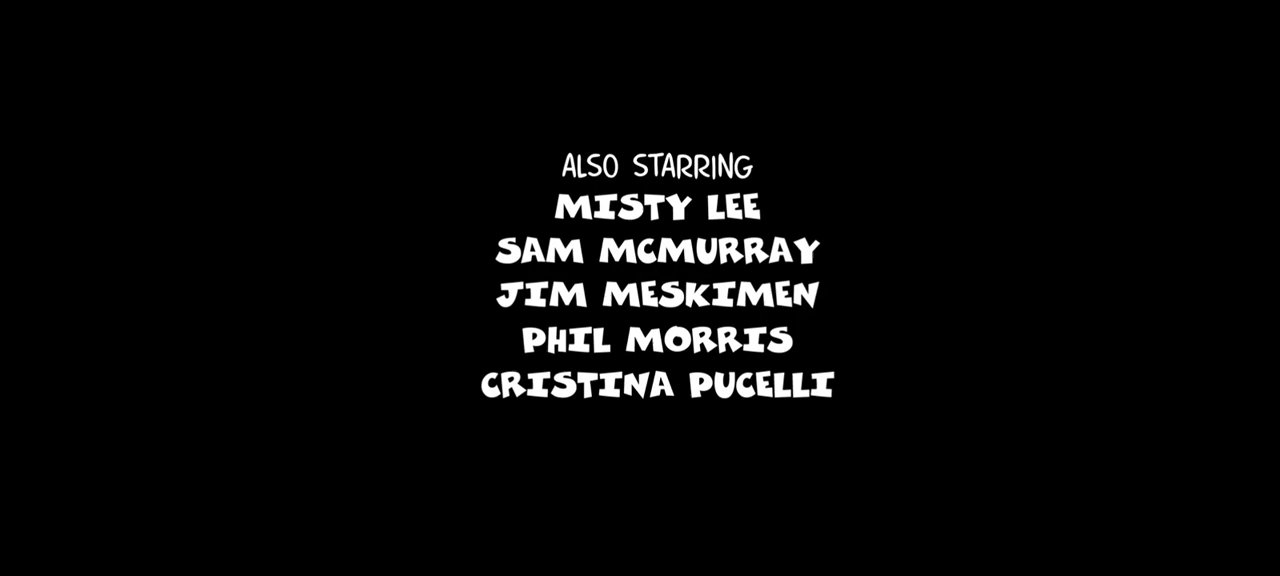 ALSO STARRING
MISTY LEE
SAM MCMURRAY
JIM MESKIMEN
PHIL MORRIS
CRISTINA PUCELLI